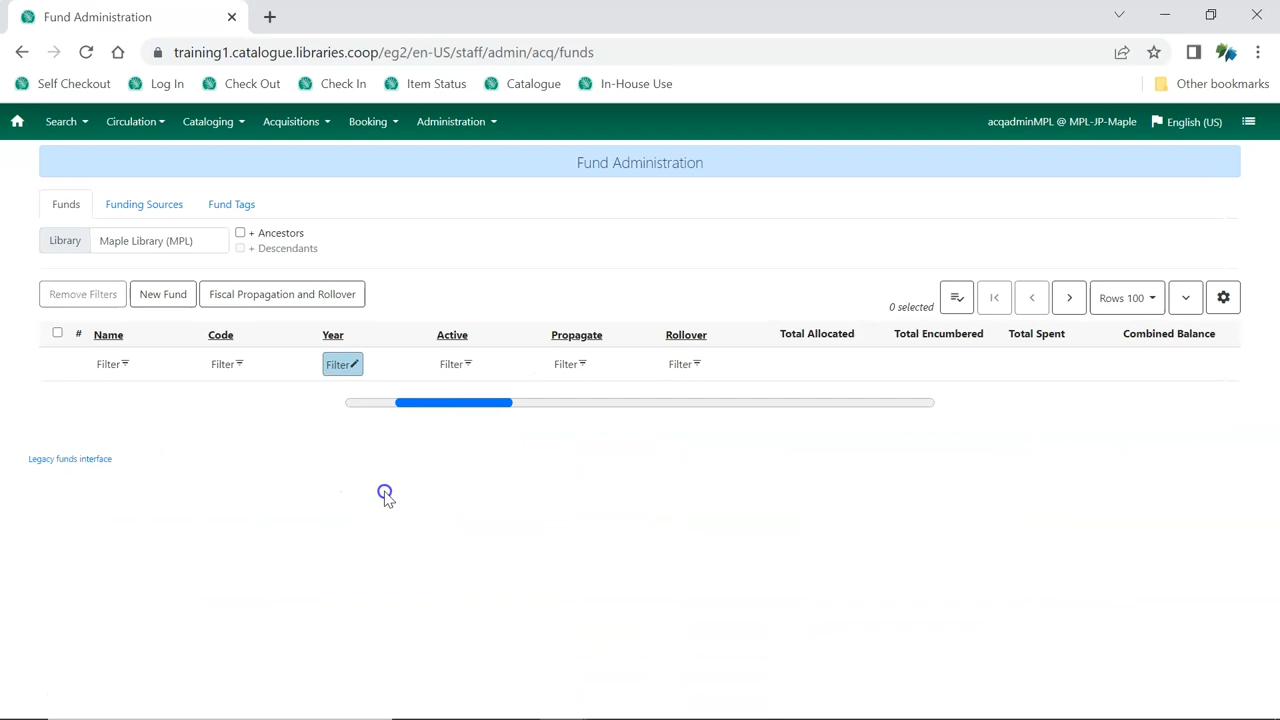 Fund Administration
training1.catalogue.libraries.coop/eg2/en-US/staff/admin/acq/funds
Self Checkout Log In Check Out Check In Item Status Catalogue In-House Use Other bookmarks
Search Circulation Cataloging Acquisitions Booking Administration acqadminMPL @ MPL-JP-Maple English (US)
Fund Administration
Funds Funding Sources Fund Tags
Library Maple Library (MPL)
+ Ancestors
+ Descendants
Remove Filters New Fund Fiscal Propagation and Rollover 0 selected Rows 100
# Name Code Year Active Propagate Rollover Total Allocated Total Encumbered Total Spent Combined Balance
Filter Filter Filter Filter Filter Filter
Legacy funds interface